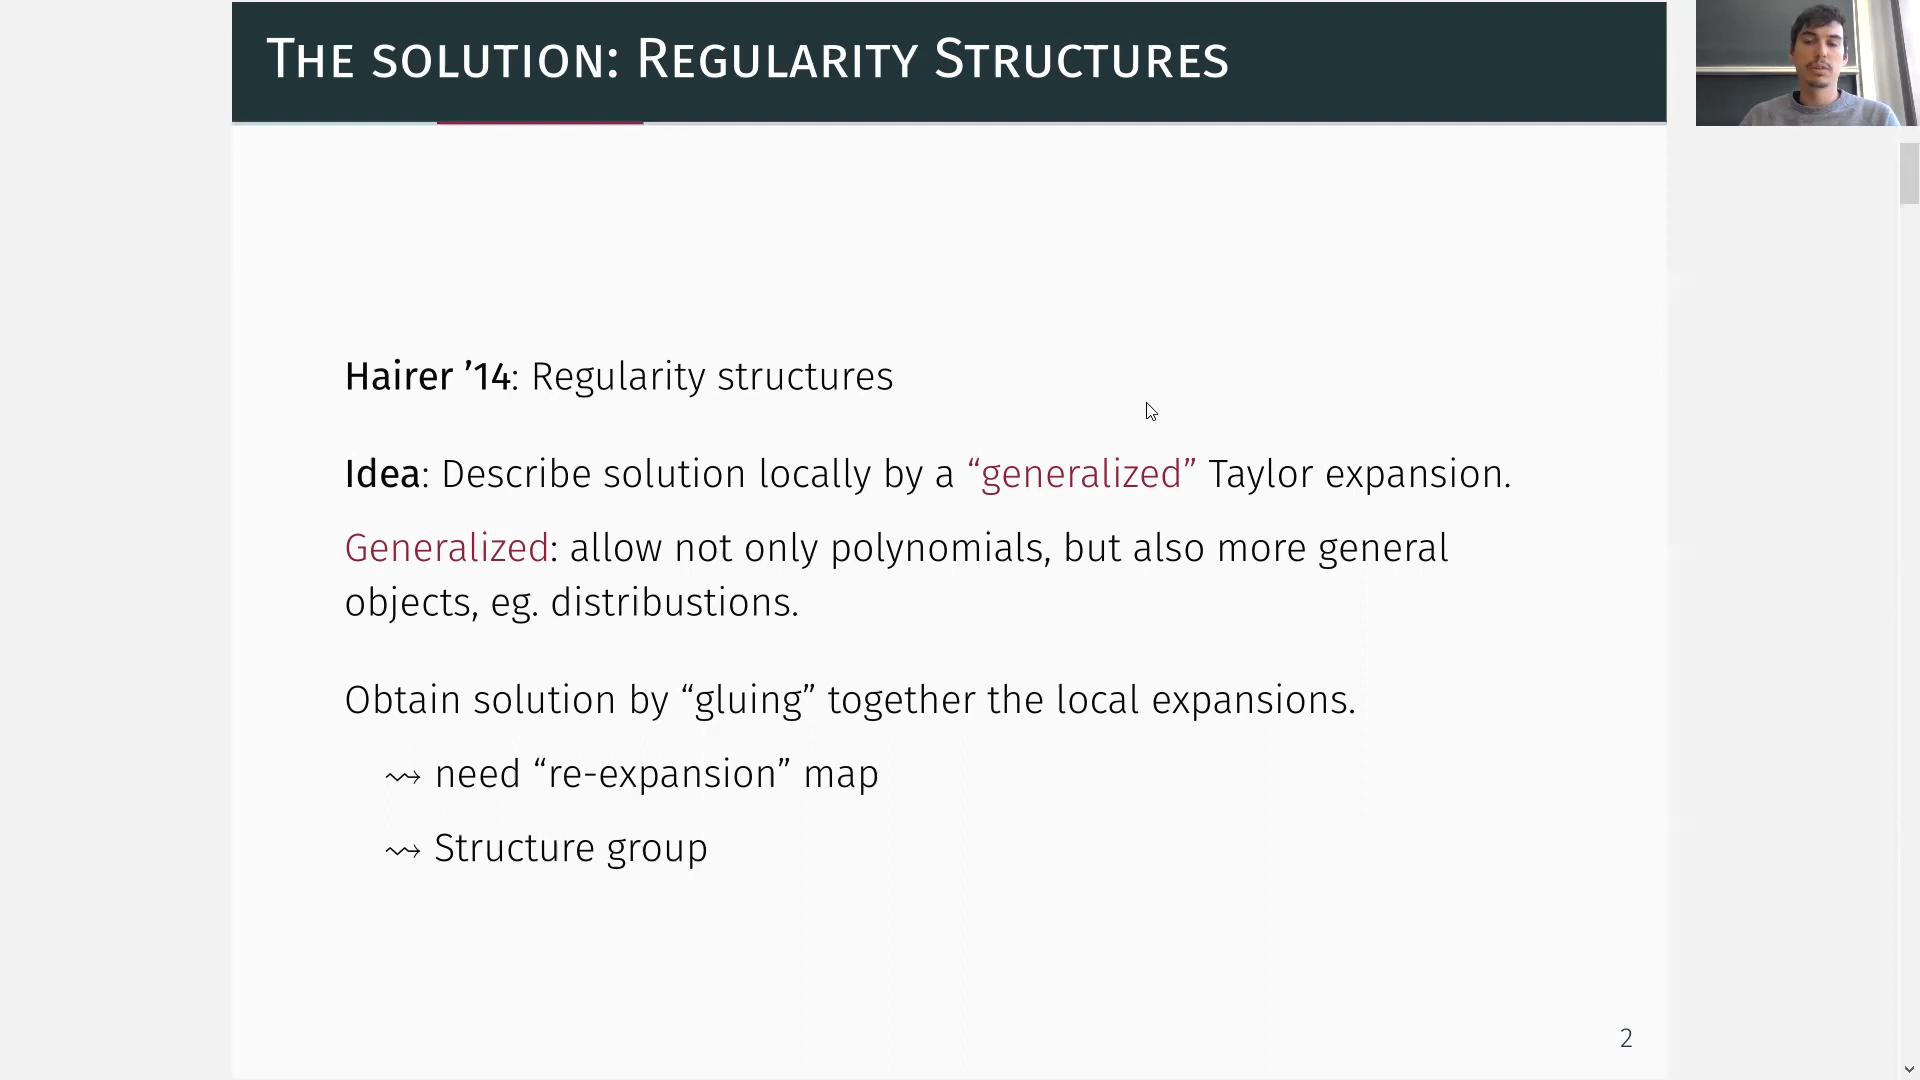 The solution: Regularity Structures
Hairer ’14: Regularity structures
Idea: Describe solution locally by a “generalized” Taylor expansion.
Generalized: allow not only polynomials, but also more general
objects, eg. distribustions.
Obtain solution by “gluing” together the local expansions.
⇝ need “re-expansion” map
⇝ Structure group
2